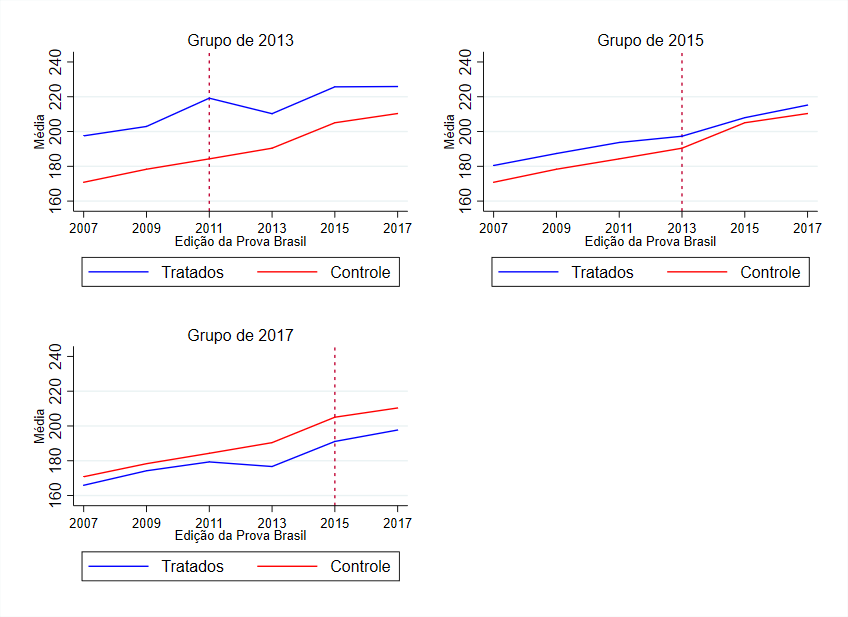 Grupo de 2013
Média
240
220
200
180
160
2007 2009 2011 2013 2015 2017
Edição da Prova Brasil
Tratados Controle
Grupo de 2015
Média
240
220
200
180
160
2007 2009 2011 2013 2015 2017
Edição da Prova Brasil
Tratados Controle
Grupo de 2017
Média
240
220
200
180
160
2007 2009 2011 2013 2015 2017
Edição da Prova Brasil
Tratados Controle